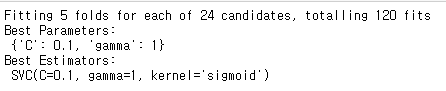 Fitting 5 folds for each of 24 candidates, totalling 120 fits
Best Parameters:
 {'C': 0.1, 'gamma': 1}
Best Estimators:
 SVC(C=0.1, gamma=1, kernel='sigmoid')